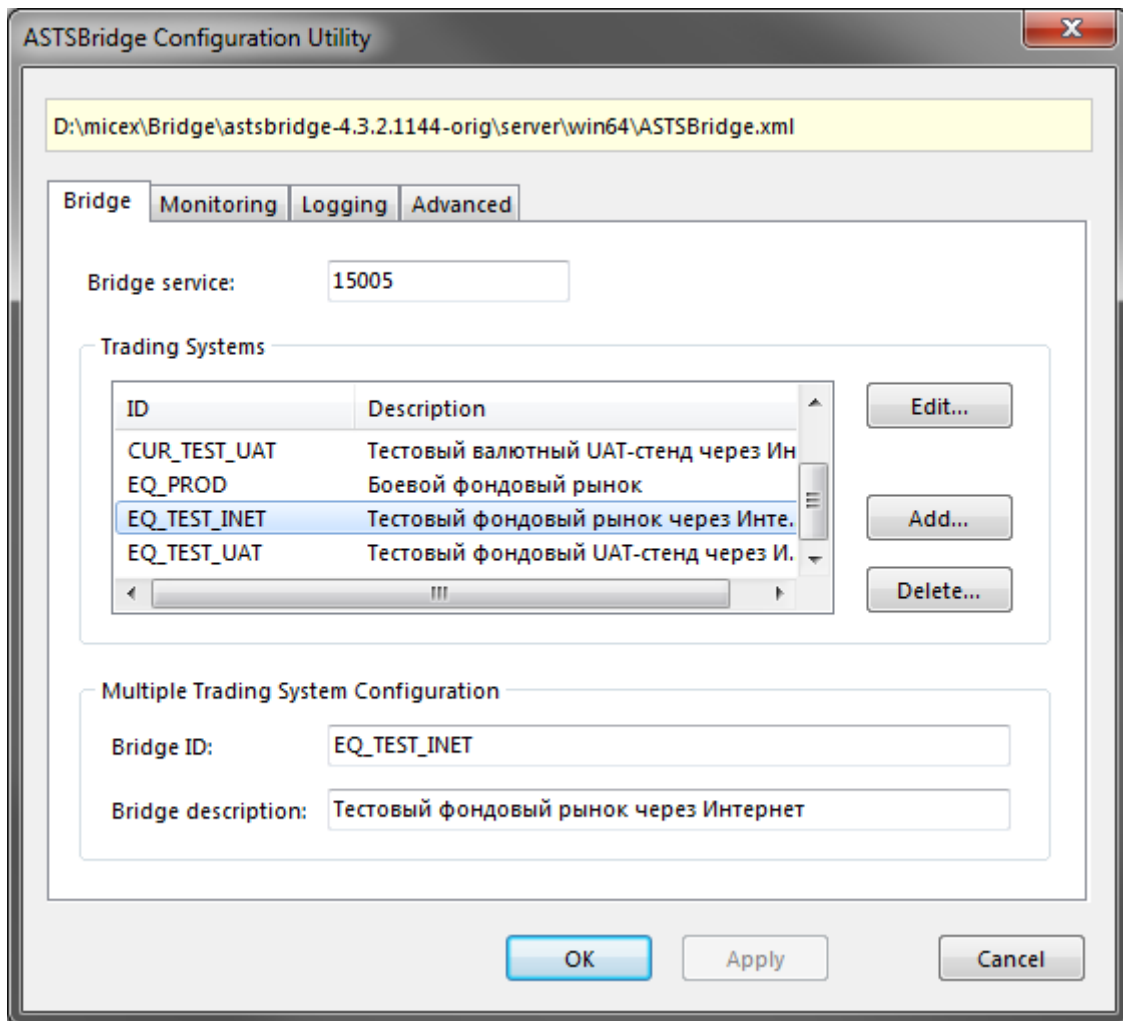 ASTSBridge Configuration Utility
D:\micex\Bridge\astsbridge-4.3.2.1144-orig\server\win64\ASTSBridge.xml
Bridge Monitoring Logging Advanced
Bridge service: 15005
Trading Systems
ID Description Edit...
CUR_TEST_UAT Тестовый валютный UAT-стенд через Ин
EQ_PROD Боевой фондовый рынок
EQ_TEST_INET Тестовый фондовый рынок через Инте. Add...
EQ_TEST_UAT Тестовый фондовый UAT-стенд через И.
Delete...
Multiple Trading System Configuration
Bridge ID: EQ_TEST_INET
Bridge description: Тестовый фондовый рынок через Интернет
OK Apply Cancel